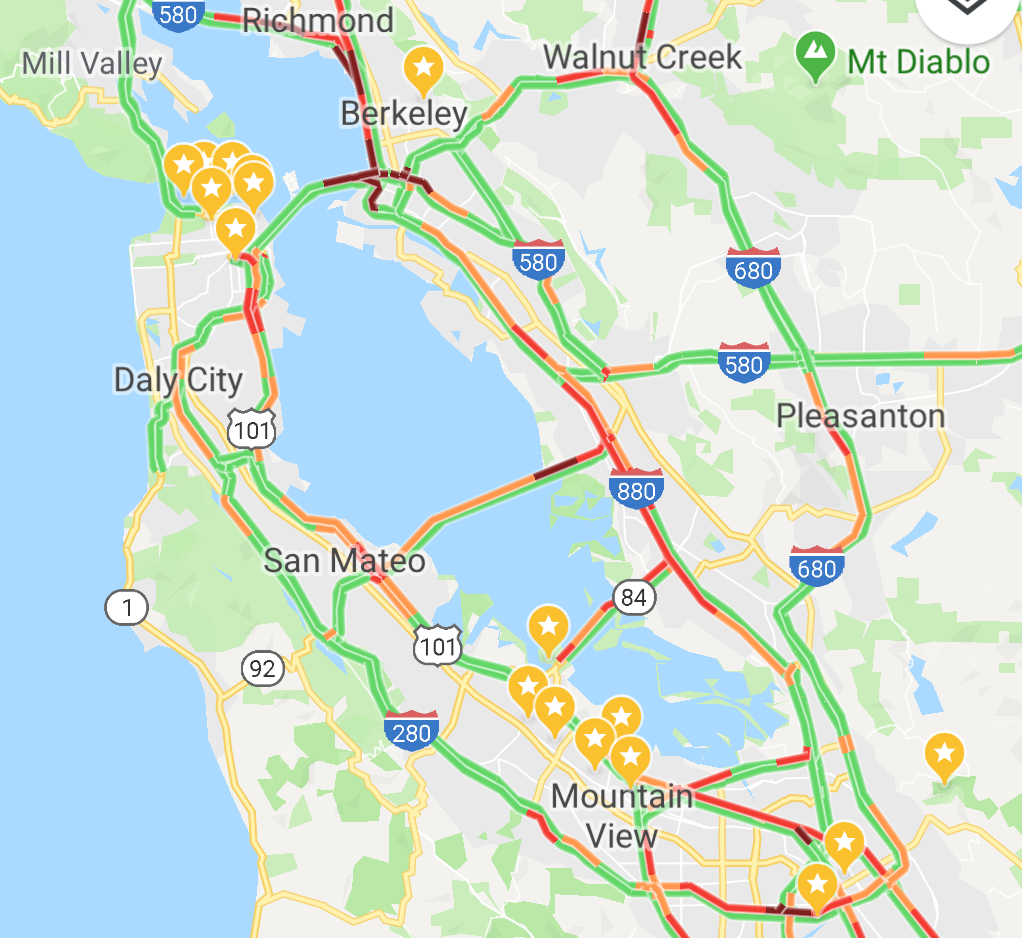 580
Richmond
Mill Valley
Walnut Creek
Mt Diablo
Berkeley
580
680
580
Daly City
Pleasanton
101
880
San Mateo
680
1
84
101
92
280
Mountain
View